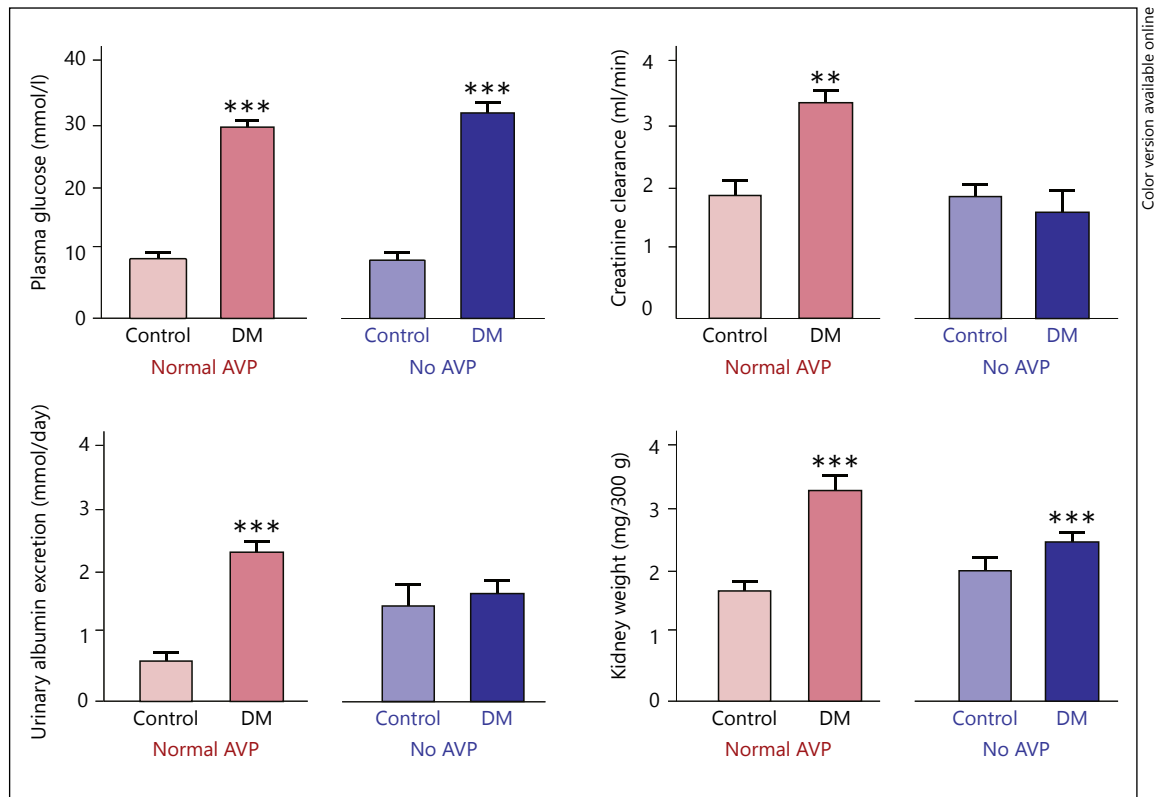 Color version available online
Plasma glucose (mmol/l)
40
30
20
10
0
***
***
Control
DM
Control
DM
Normal AVP
No AVP
Creatinine clearance (ml/min)
4
3
2
1
0
**
Control
DM
Control
DM
Normal AVP
No AVP
Urinary albumin excretion (mmol/day)
4
2
1
0
***
Control
DM
Control
DM
Normal AVP
No AVP
Kidney weight (mg/300 g)
4
3
2
1
0
***
***
Control
DM
Control
DM
Normal AVP
No AVP